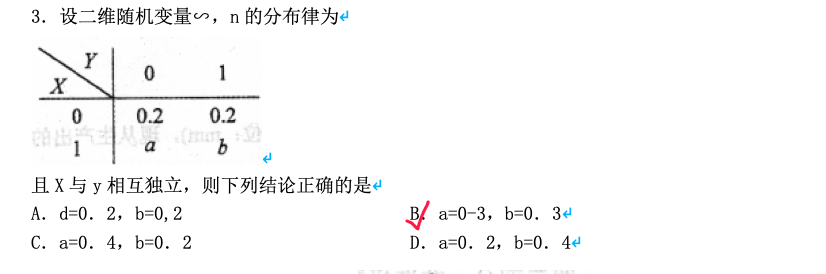 3. 设二维随机变量∽, n 的分布律为↵
Y
X
0 1
0 0.2 0.2
1 a b ↵
位: mm), 现从生产出的
且 X 与 y 相互独立, 则下列结论正确的是↵
A. d=0. 2, b=0,2 B. a=0-3, b=0. 3↵
C. a=0. 4, b=0. 2 D. a=0. 2, b=0. 4↵